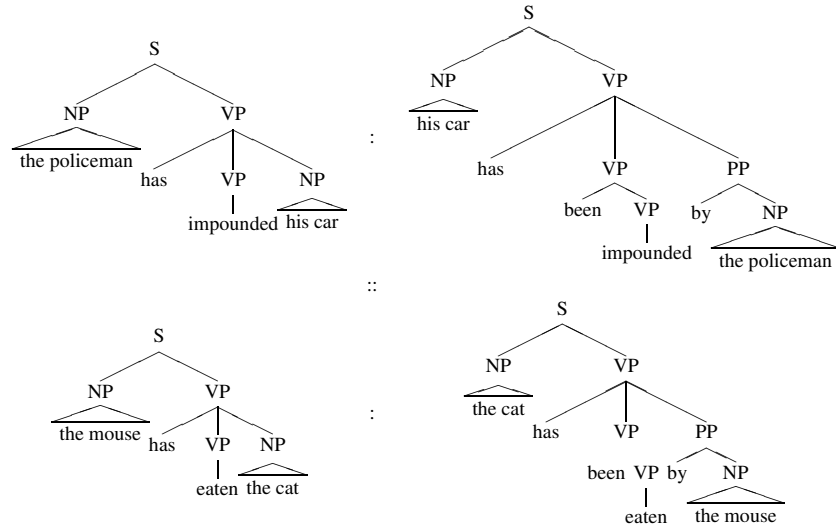 S
NP VP
the policeman
has VP NP
impounded his car
:
S
NP VP
his car
has VP PP
been VP by NP
impounded the policeman
::
S
NP VP
the mouse
has VP NP
eaten the cat
:
S
NP VP
the cat
has VP PP
been VP by NP
eaten the mouse